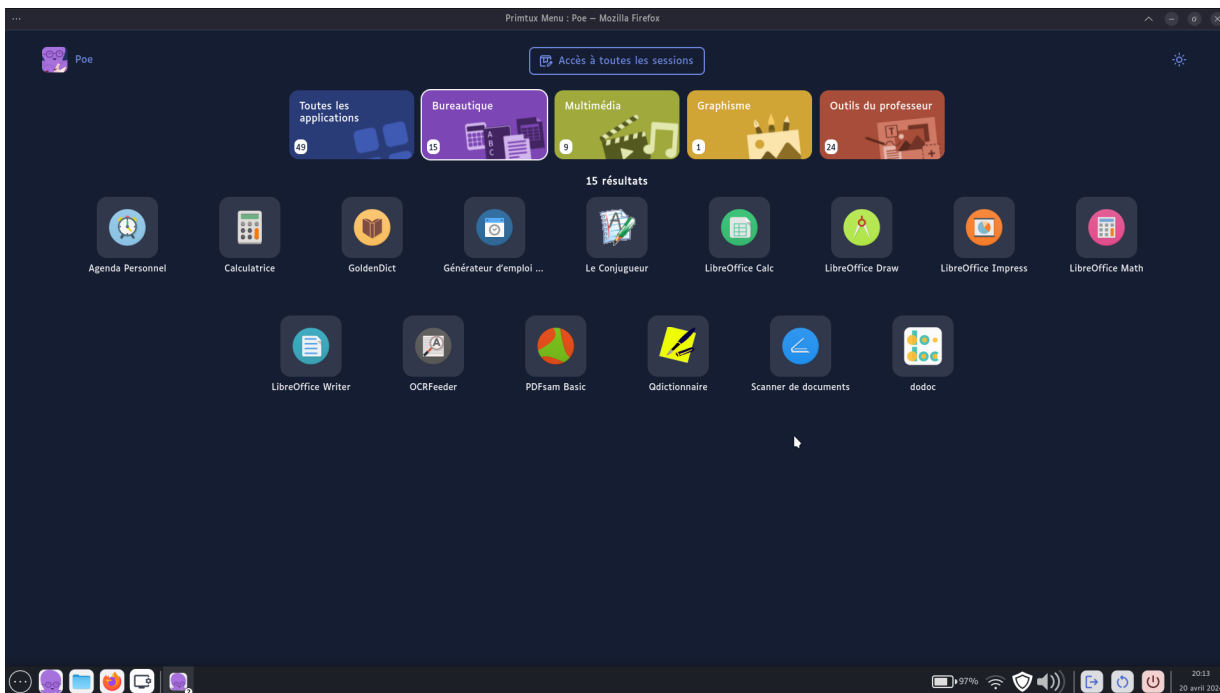 Primtux Menu : Poe — Mozilla Firefox
Poe
Accès à toutes les sessions
Toutes les
applications
49
Bureautique
15
Multimédia
9
Graphisme
1
Outils du professeur
24
15 résultats
Agenda Personnel
Calculatrice
GoldenDict
Générateur d'emploi ...
Le Conjugueur
LibreOffice Calc
LibreOffice Draw
LibreOffice Impress
LibreOffice Math
LibreOffice Writer
OCRFeeder
PDFsam Basic
Qdictionnaire
Scanner de documents
dodoc
97%
20:13
20 avril